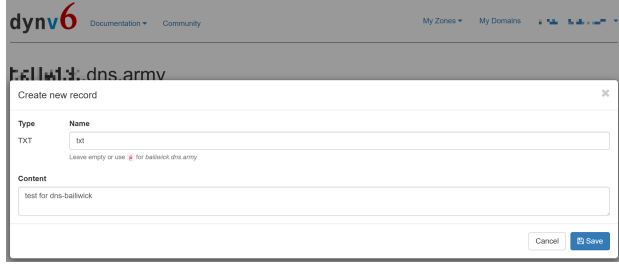 dynv6 Documentation Community My Zones My Domains
.dns.army
Create new record ×
Type Name
TXT txt
Leave empty or use @ for bailiwick.dns.army
Content
test for dns-bailiwick
Cancel Save